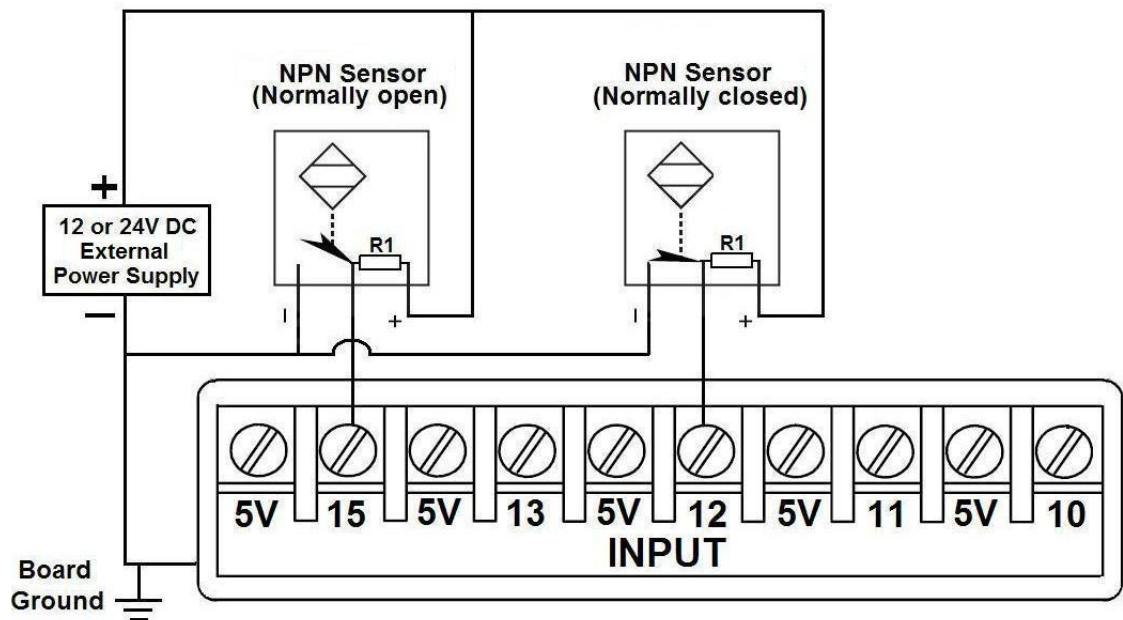 NPN Sensor
(Normally open)
NPN Sensor
(Normally closed)
+
12 or 24V DC
External
Power Supply
−
R1
R1
−
+
−
+
5V 15 5V 13 5V 12 5V 11 5V 10
INPUT
Board
Ground